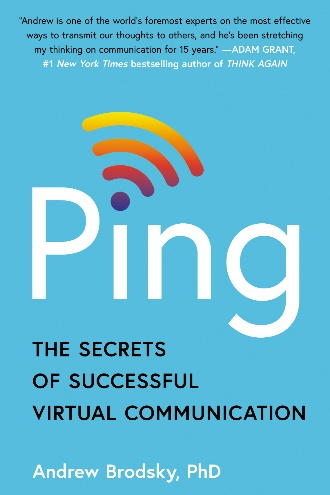 "Andrew is one of the world's foremost experts on the most effective
ways to transmit our thoughts to others, and he's been stretching
my thinking on communication for 15 years." —ADAM GRANT,
#1 New York Times bestselling author of THINK AGAIN
Ping
THE SECRETS
OF SUCCESSFUL
VIRTUAL COMMUNICATION
Andrew Brodsky, PhD